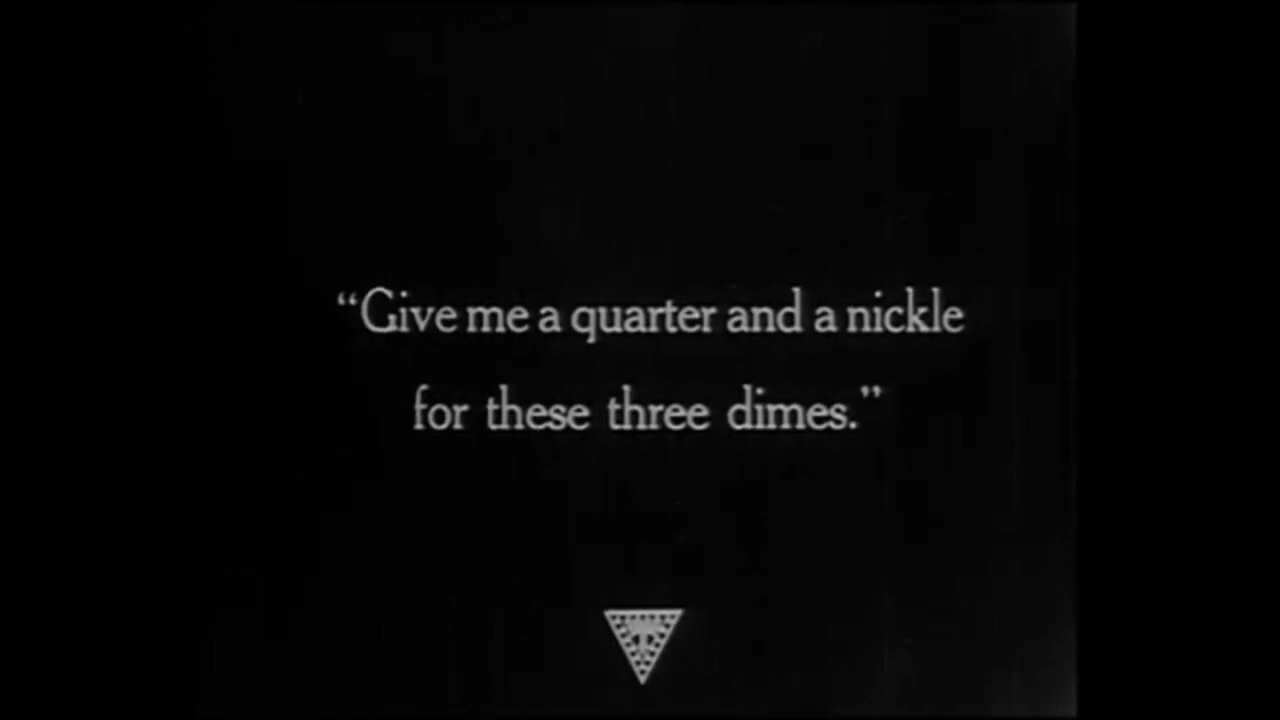 “Give me a quarter and a nickle
for these three dimes.”